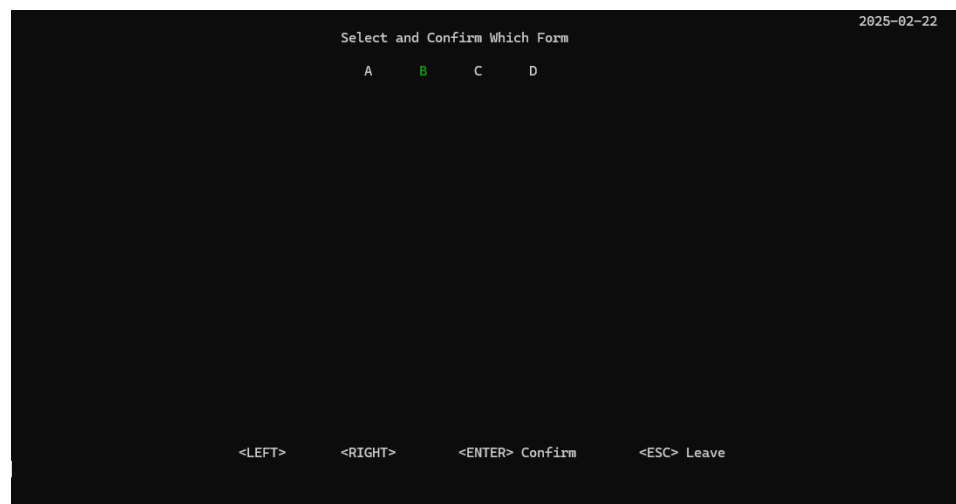 2025-02-22
Select and Confirm Which Form
A B C D
<LEFT> <RIGHT> <ENTER> Confirm <ESC> Leave